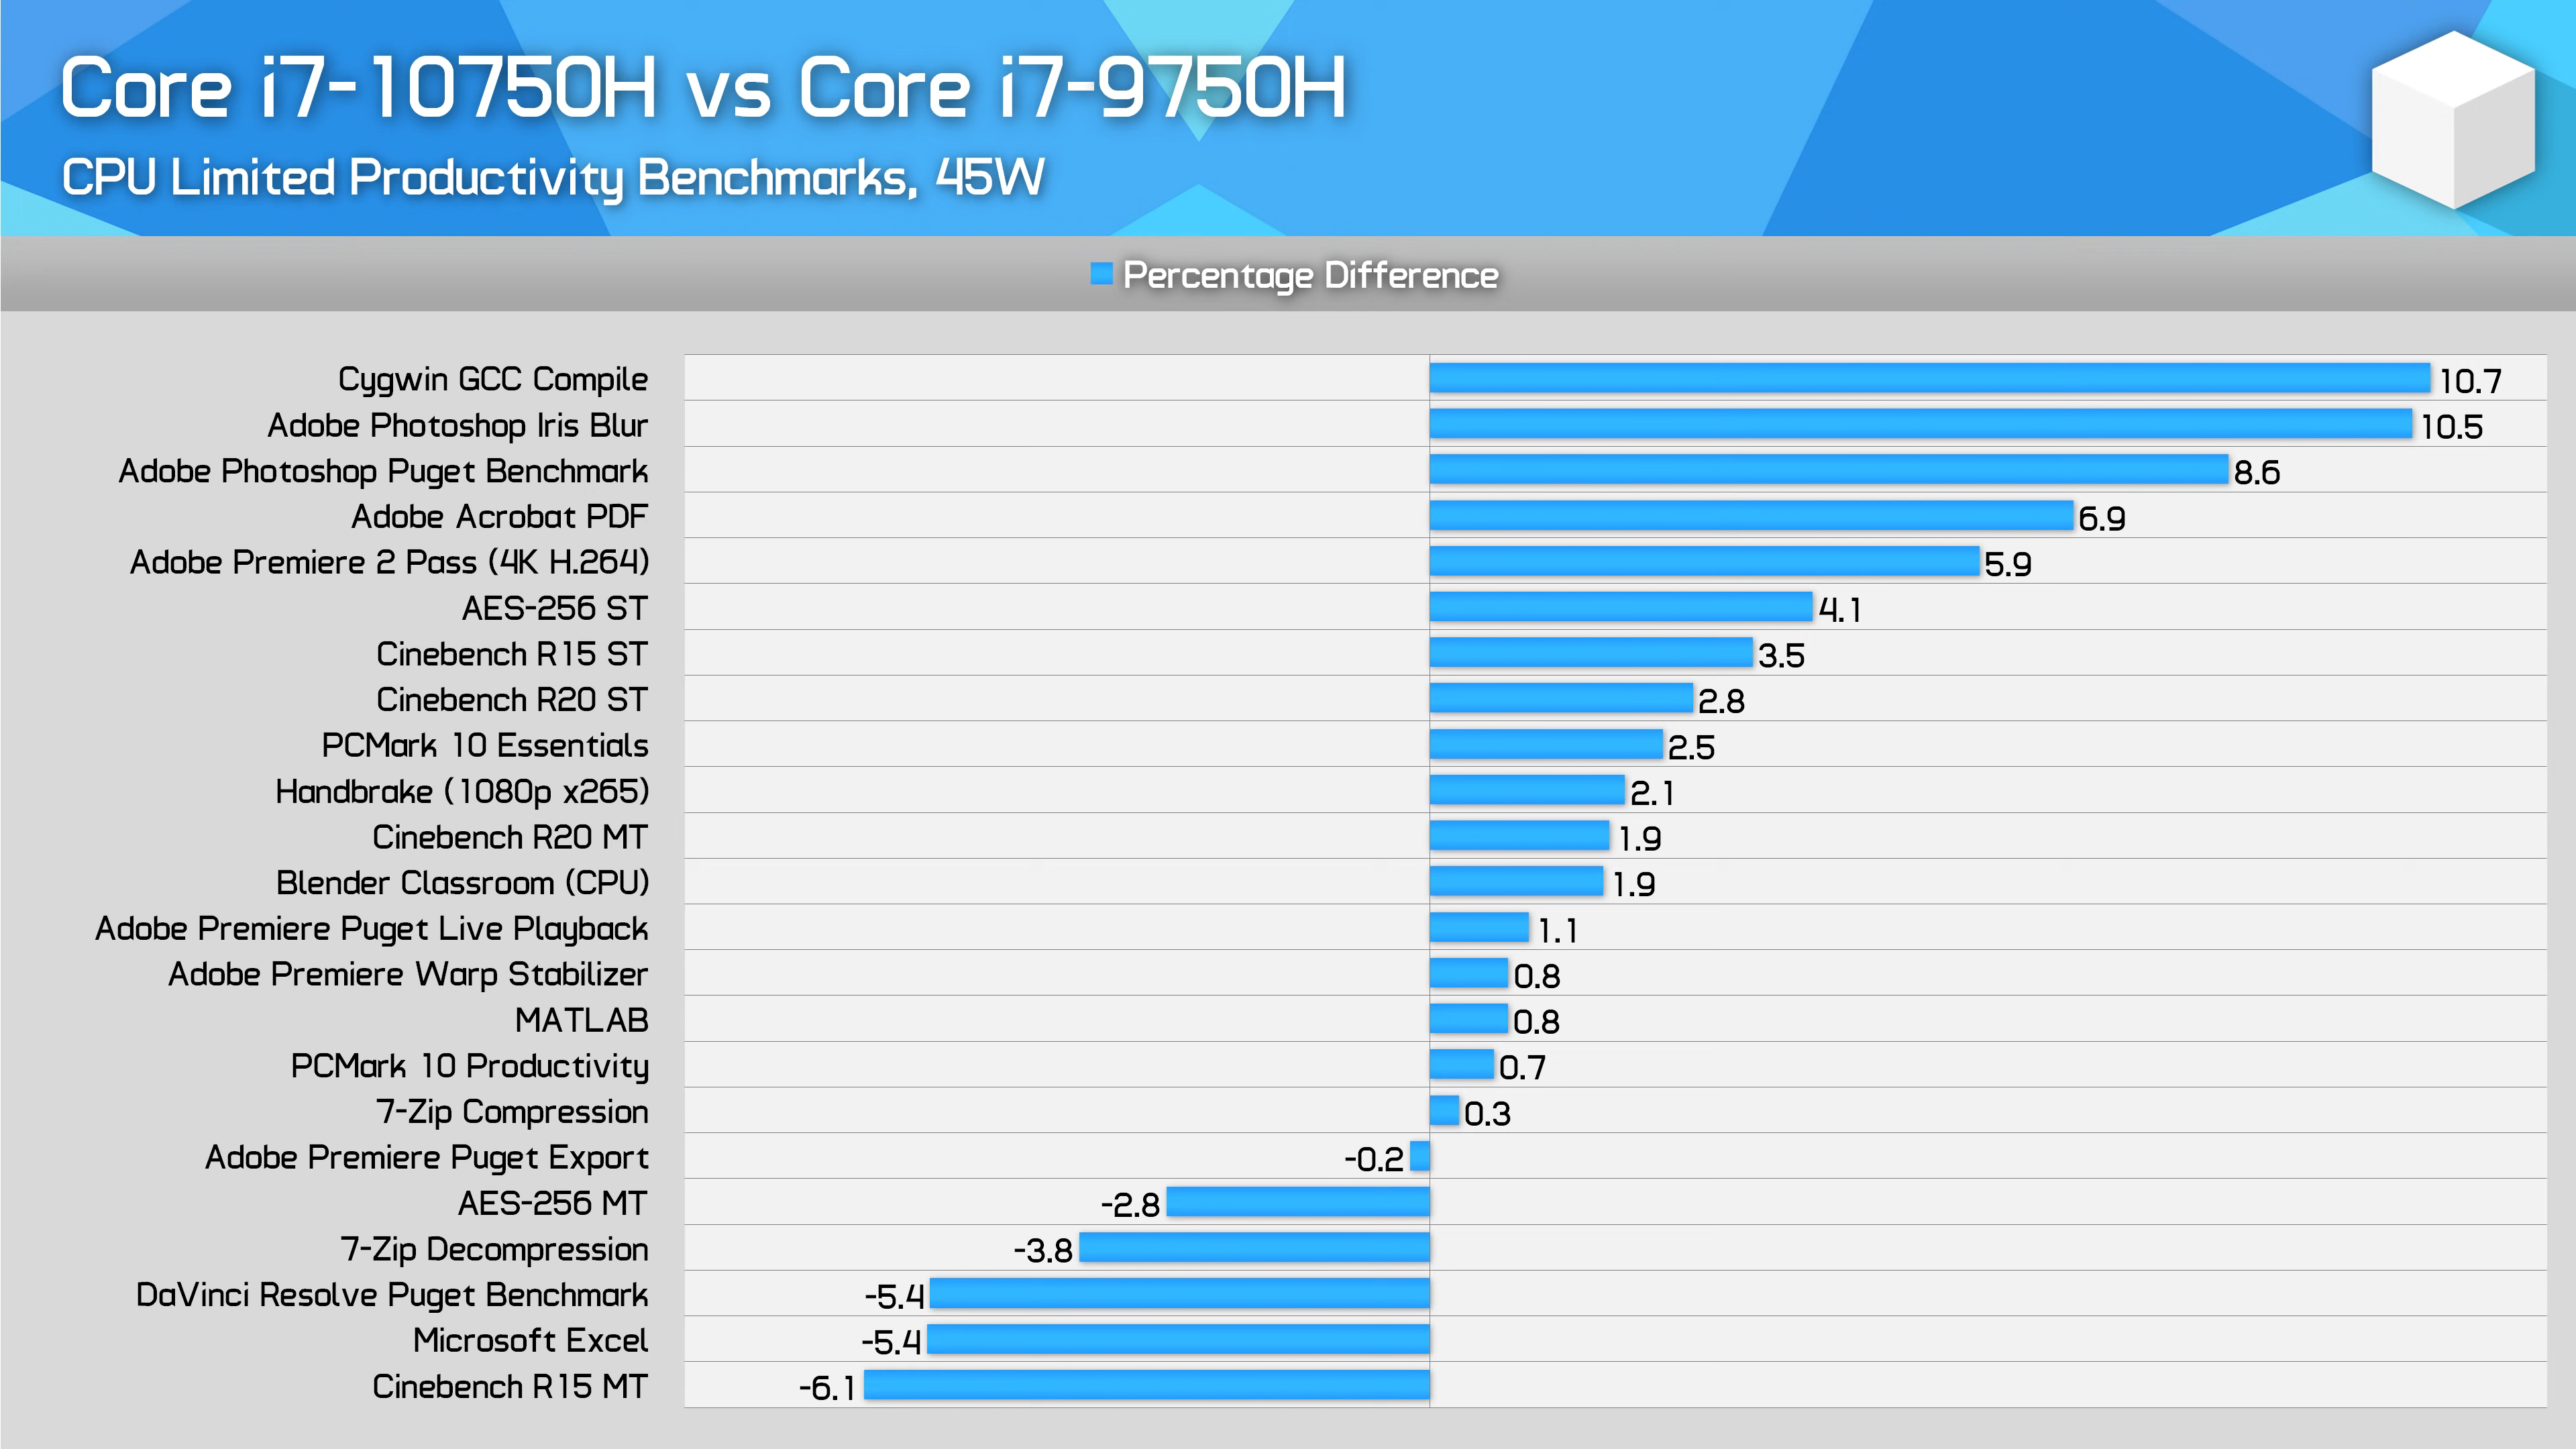 Core i7-10750H vs Core i7-9750H
CPU Limited Productivity Benchmarks, 45W
Percentage Difference
Cygwin GCC Compile 10.7
Adobe Photoshop Iris Blur 10.5
Adobe Photoshop Puget Benchmark 8.6
Adobe Acrobat PDF 6.9
Adobe Premiere 2 Pass (4K H.264) 5.9
AES-256 ST 4.1
Cinebench R15 ST 3.5
Cinebench R20 ST 2.8
PCMark 10 Essentials 2.5
Handbrake (1080p x265) 2.1
Cinebench R20 MT 1.9
Blender Classroom (CPU) 1.9
Adobe Premiere Puget Live Playback 1.1
Adobe Premiere Warp Stabilizer 0.8
MATLAB 0.8
PCMark 10 Productivity 0.7
7-Zip Compression 0.3
Adobe Premiere Puget Export -0.2
AES-256 MT -2.8
7-Zip Decompression -3.8
DaVinci Resolve Puget Benchmark -5.4
Microsoft Excel -5.4
Cinebench R15 MT -6.1